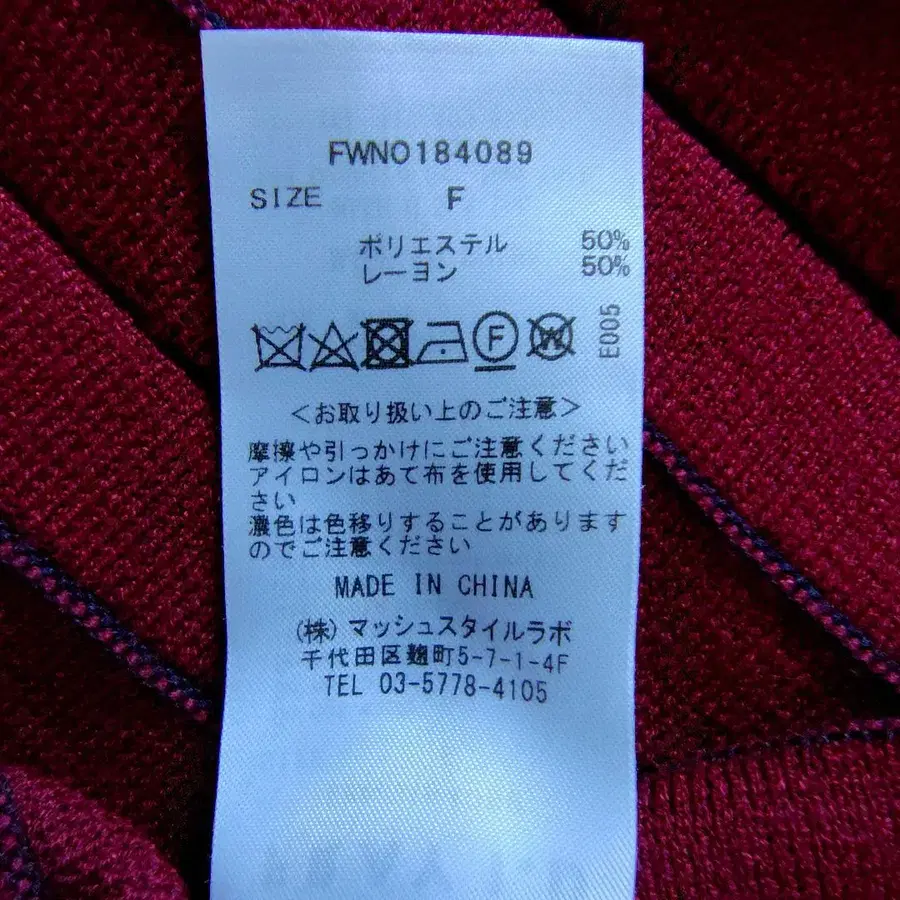 FWNO184089
SIZE F
ポリエステル 50%
レーヨン 50%
E005
F
W
<お取り扱い上のご注意>
摩擦や引っかけにご注意ください
アイロンはあて布を使用してくだ
さい
濃色は色移りすることがあります
のでご注意ください
MADE IN CHINA
(株)マッシュスタイルラボ
千代田区麹町5-7-1-4F
TEL 03-5778-4105